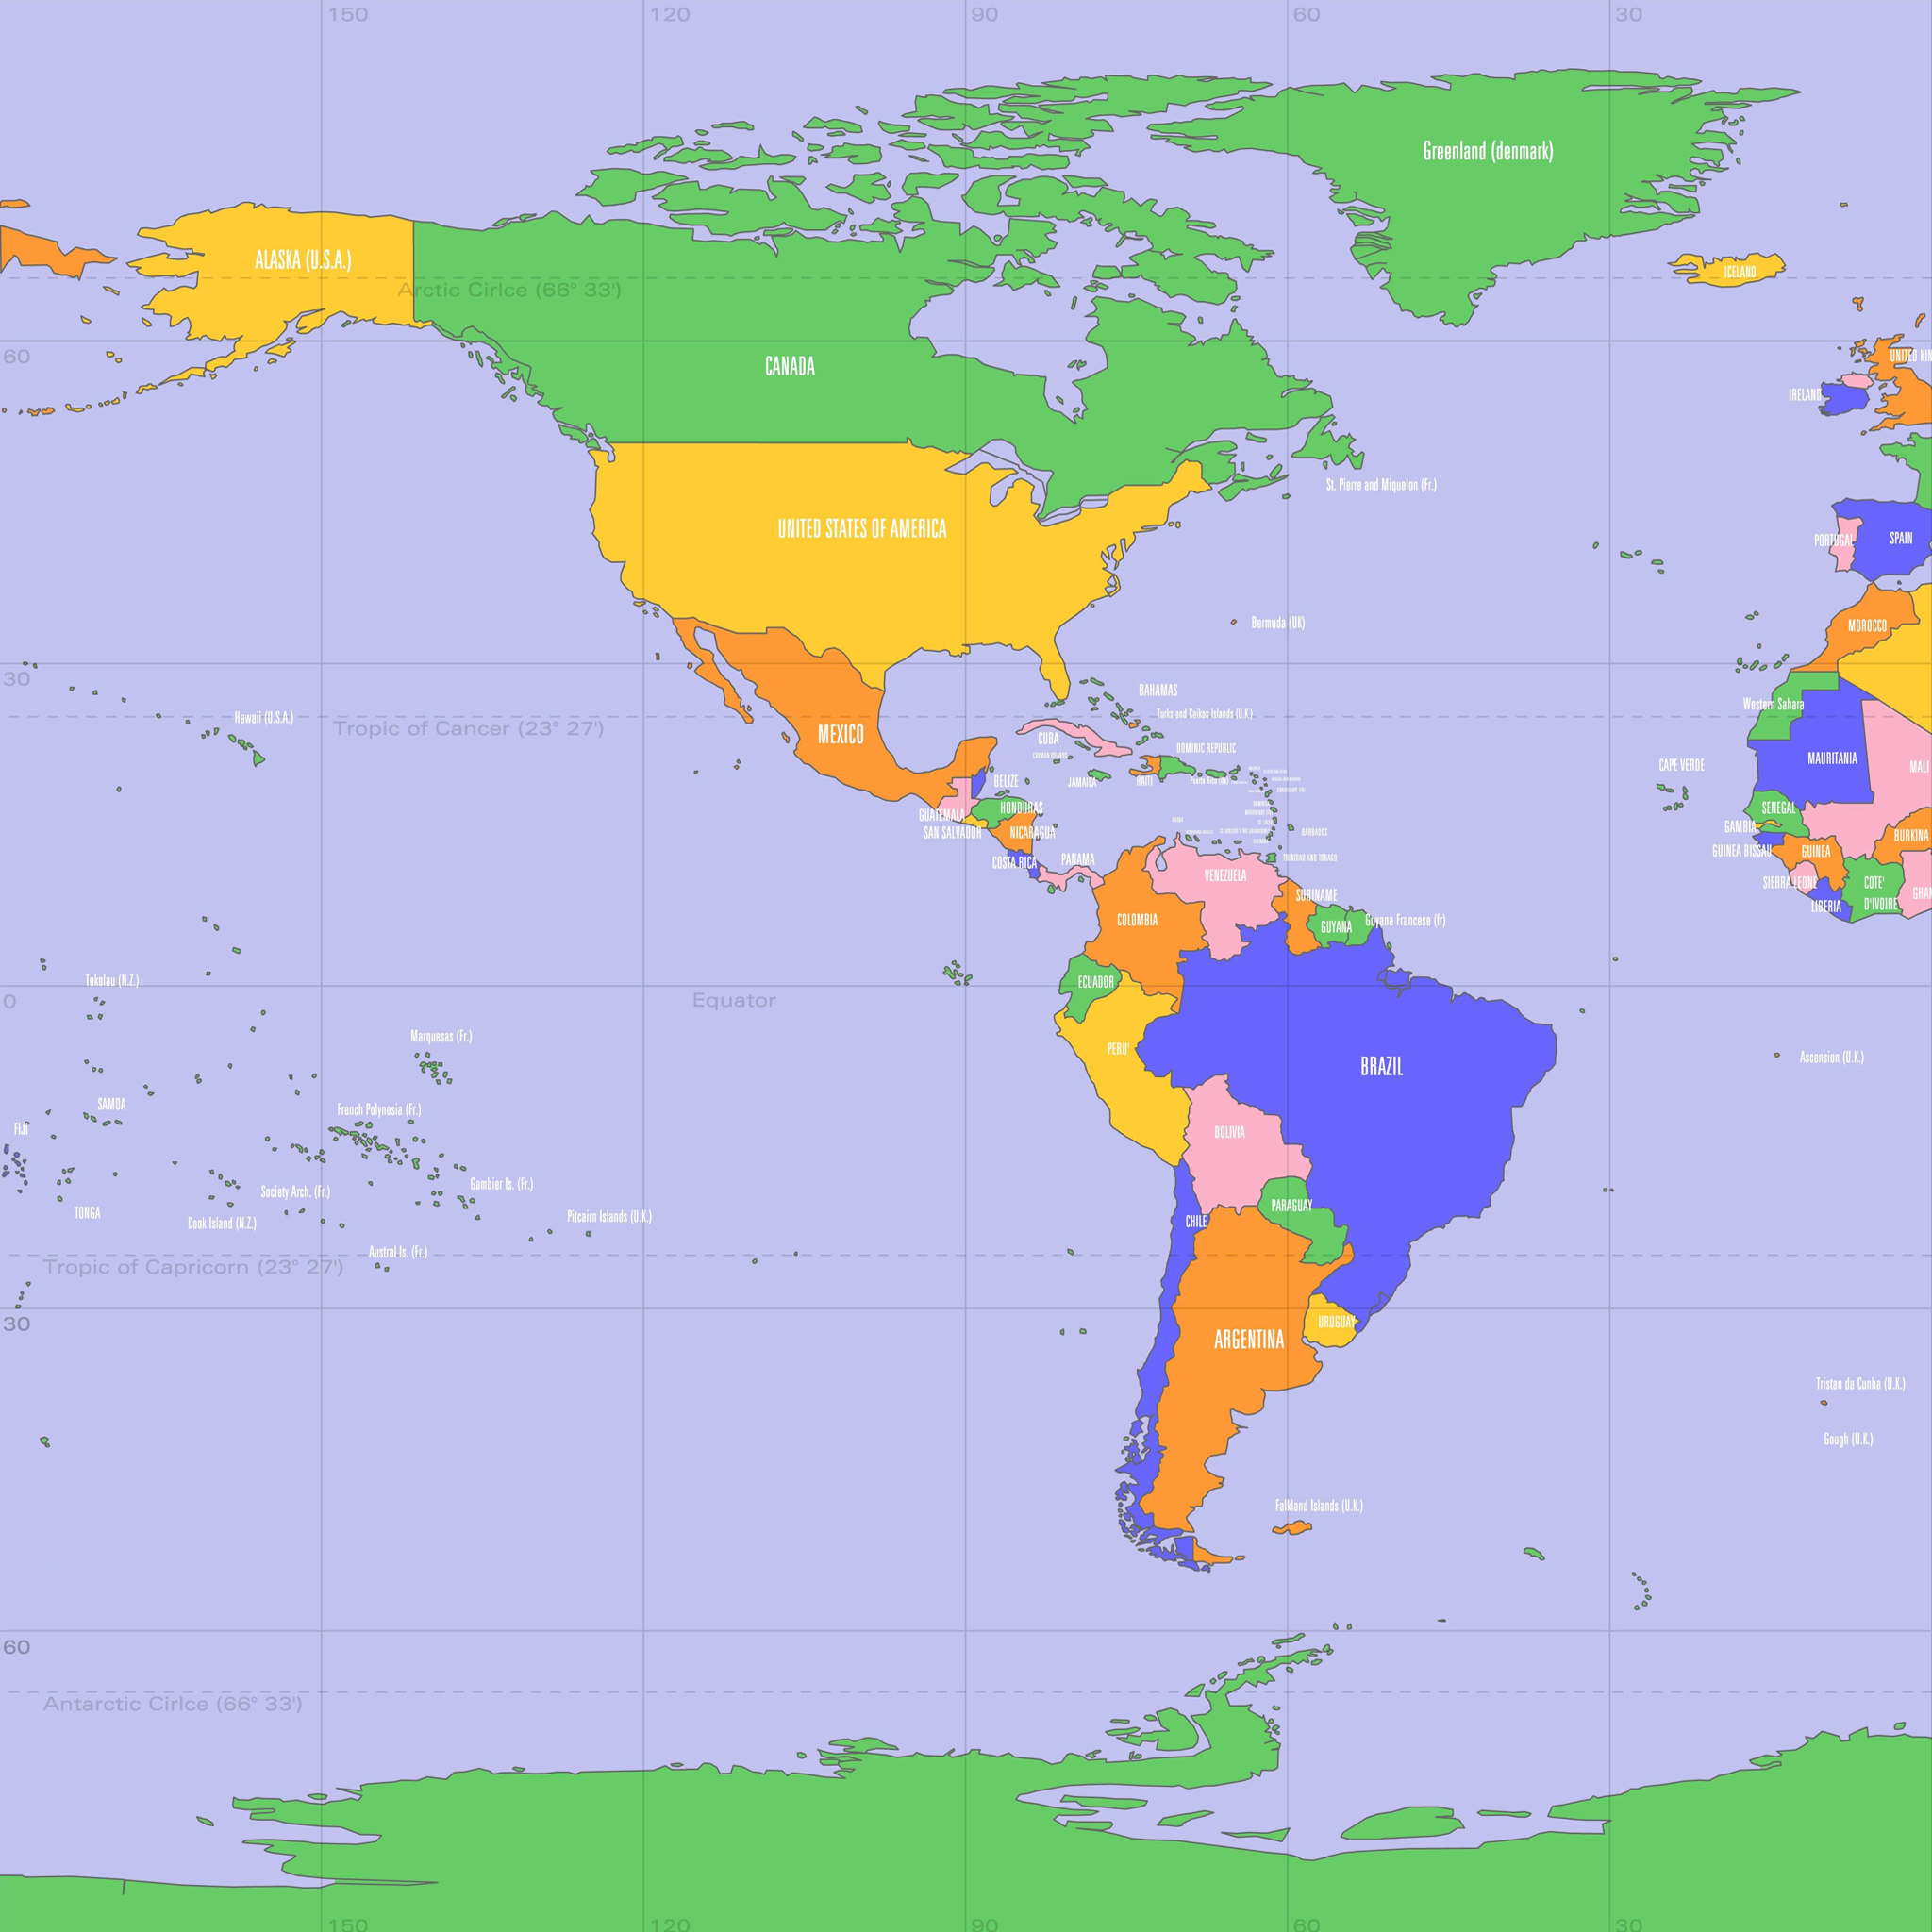 150
120
90
60
30
Greenland (denmark)
ALASKA (U.S.A.)
ICELAND
Arctic Cirlce (66° 33')
60
UNITED KIN
CANADA
IRELAND
St. Pierre and Miquelon (Fr.)
UNITED STATES OF AMERICA
SPAIN
PORTUGAL
Bermuda (UK)
MOROCCO
30
BAHAMAS
Western Sahara
Turks and Ceikos Islands (U.K.)
Hawaii (U.S.A.)
Tropic of Cancer (23° 27')
MEXICO
CUBA
DOMINIC REPUBLIC
CAYMAN ISLANDS
MAURITANIA
CAPE VERDE
MALI
BELIZE
JAMAICA
HAITI
GUATEMALA
HONDURAS
SENEGAL
SAN SALVADOR
NICARAGUA
BARBADOS
GAMBIA
BURKINA
GUINEA BISSAU
GUINEA
COSTA RICA
PANAMA
TRINIDAD AND TOBAGO
VENEZUELA
SIERRA LEONE
COTE'
D'IVOIRE
GHAN
SURINAME
LIBERIA
COLOMBIA
GUYANA
Guyana Francese (fr)
Tokelau (N.Z.)
ECUADOR
0
Equator
Marquesas (Fr.)
PERU'
Ascension (U.K.)
BRAZIL
SAMOA
French Polynesia (Fr.)
FIJI
BOLIVIA
Gambier Is. (Fr.)
Society Arch. (Fr.)
PARAGUAY
TONGA
Cook Island (N.Z.)
Pitcairn Islands (U.K.)
CHILE
Austral Is. (Fr.)
Tropic of Capricorn (23° 27')
30
URUGUAY
ARGENTINA
Tristan da Cunha (U.K.)
Gough (U.K.)
Falkland Islands (U.K.)
60
Antarctic Cirlce (66° 33')
150
120
90
60
30